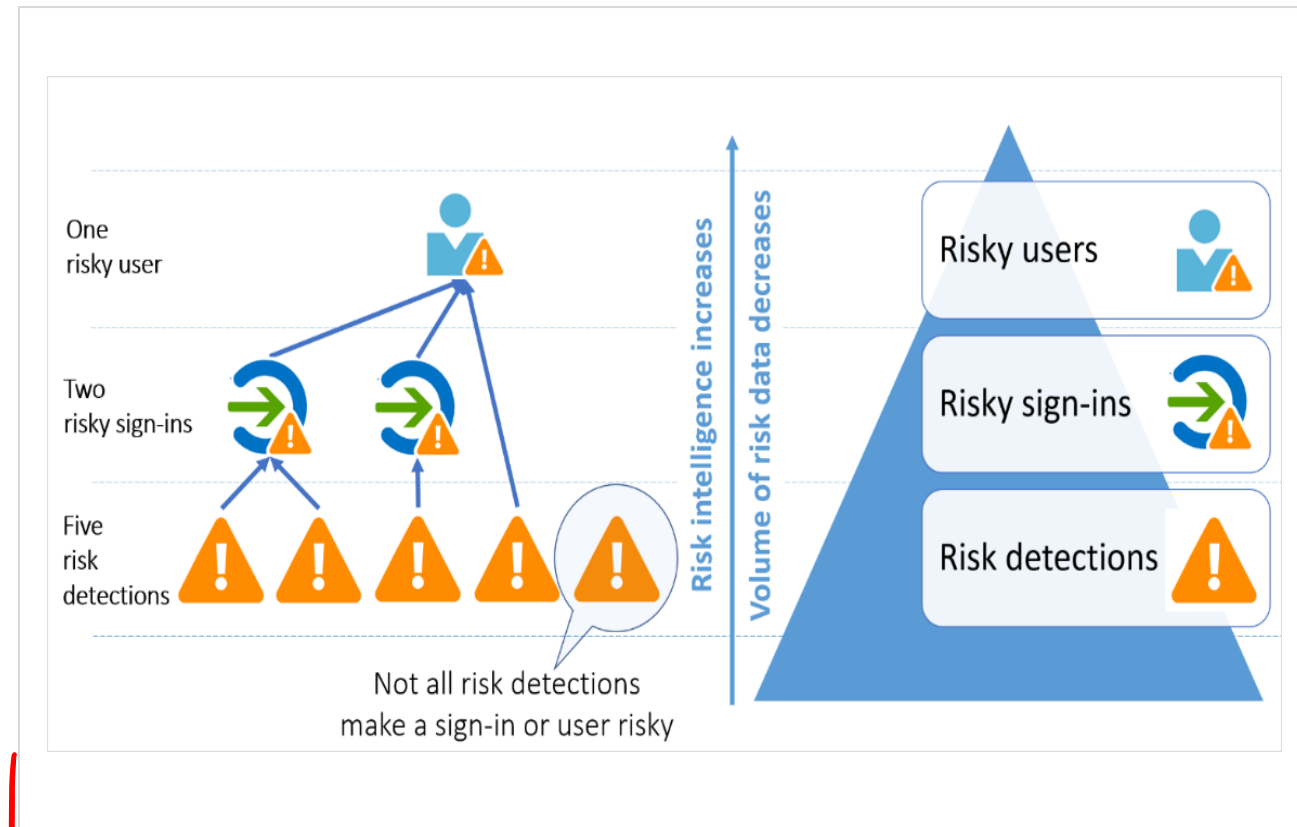 One
risky user
Two
risky sign-ins
Five
risk
detections
Not all risk detections
make a sign-in or user risky
Risk intelligence increases
Volume of risk data decreases
Risky users
Risky sign-ins
Risk detections